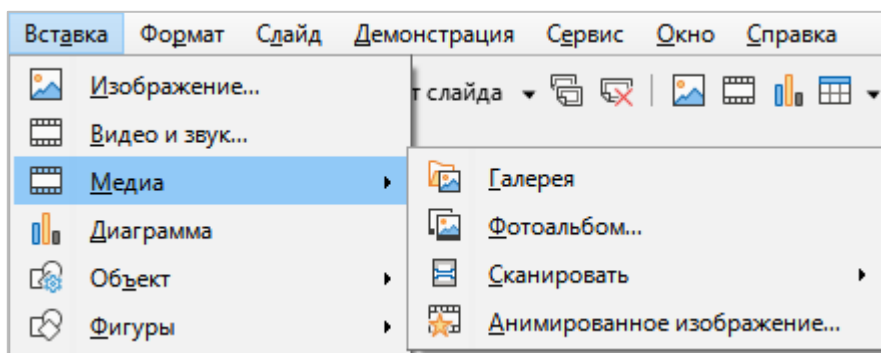 Вставка Формат Слайд Демонстрация Сервис Окно Справка
Изображение...
т слайда
Видео и звук...
Медиа
Диаграмма
Объект
Фигуры
Галерея
Фотоальбом...
Сканировать
Анимированное изображение...